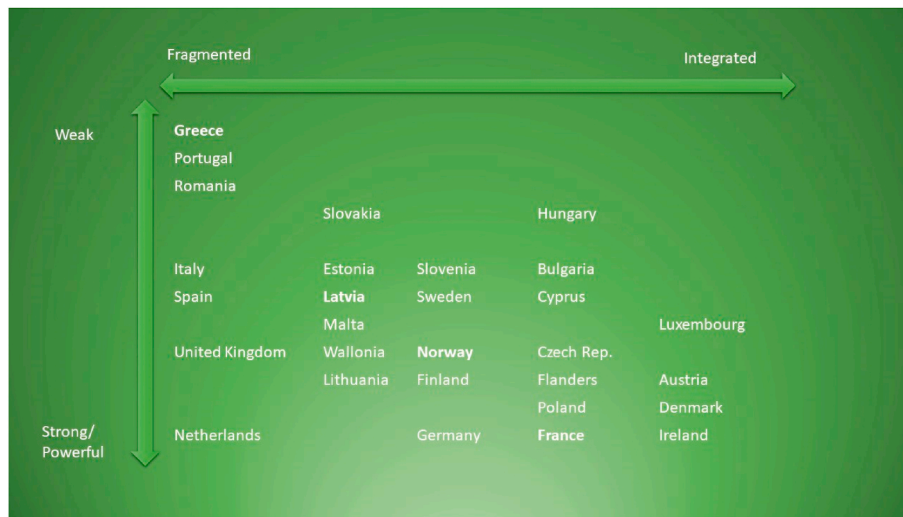 Fragmented Integrated
Weak Greece
Portugal
Romania
Slovakia Hungary
Italy Estonia Slovenia Bulgaria
Spain Latvia Sweden Cyprus
Malta Luxembourg
United Kingdom Wallonia Norway Czech Rep.
Lithuania Finland Flanders Austria
Poland Denmark
Strong/
Powerful
Netherlands Germany France Ireland